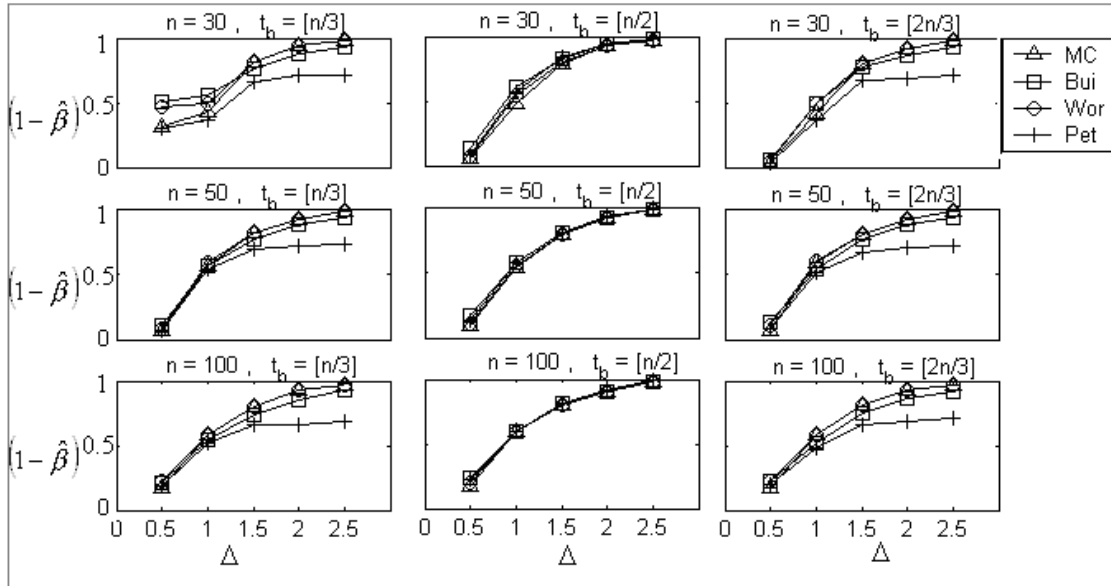 n = 30 , t_b = [n/3]
n = 30 , t_b = [n/2]
n = 30 , t_b = [2n/3]
MC
Bui
Wor
Pet
1
0.5
0
(1 - β̂)
n = 50 , t_b = [n/3]
n = 50 , t_b = [n/2]
n = 50 , t_b = [2n/3]
1
0.5
0
(1 - β̂)
n = 100 , t_b = [n/3]
n = 100 , t_b = [n/2]
n = 100 , t_b = [2n/3]
1
0.5
0
(1 - β̂)
0 0.5 1 1.5 2 2.5
0 0.5 1 1.5 2 2.5
0 0.5 1 1.5 2 2.5
Δ
Δ
Δ